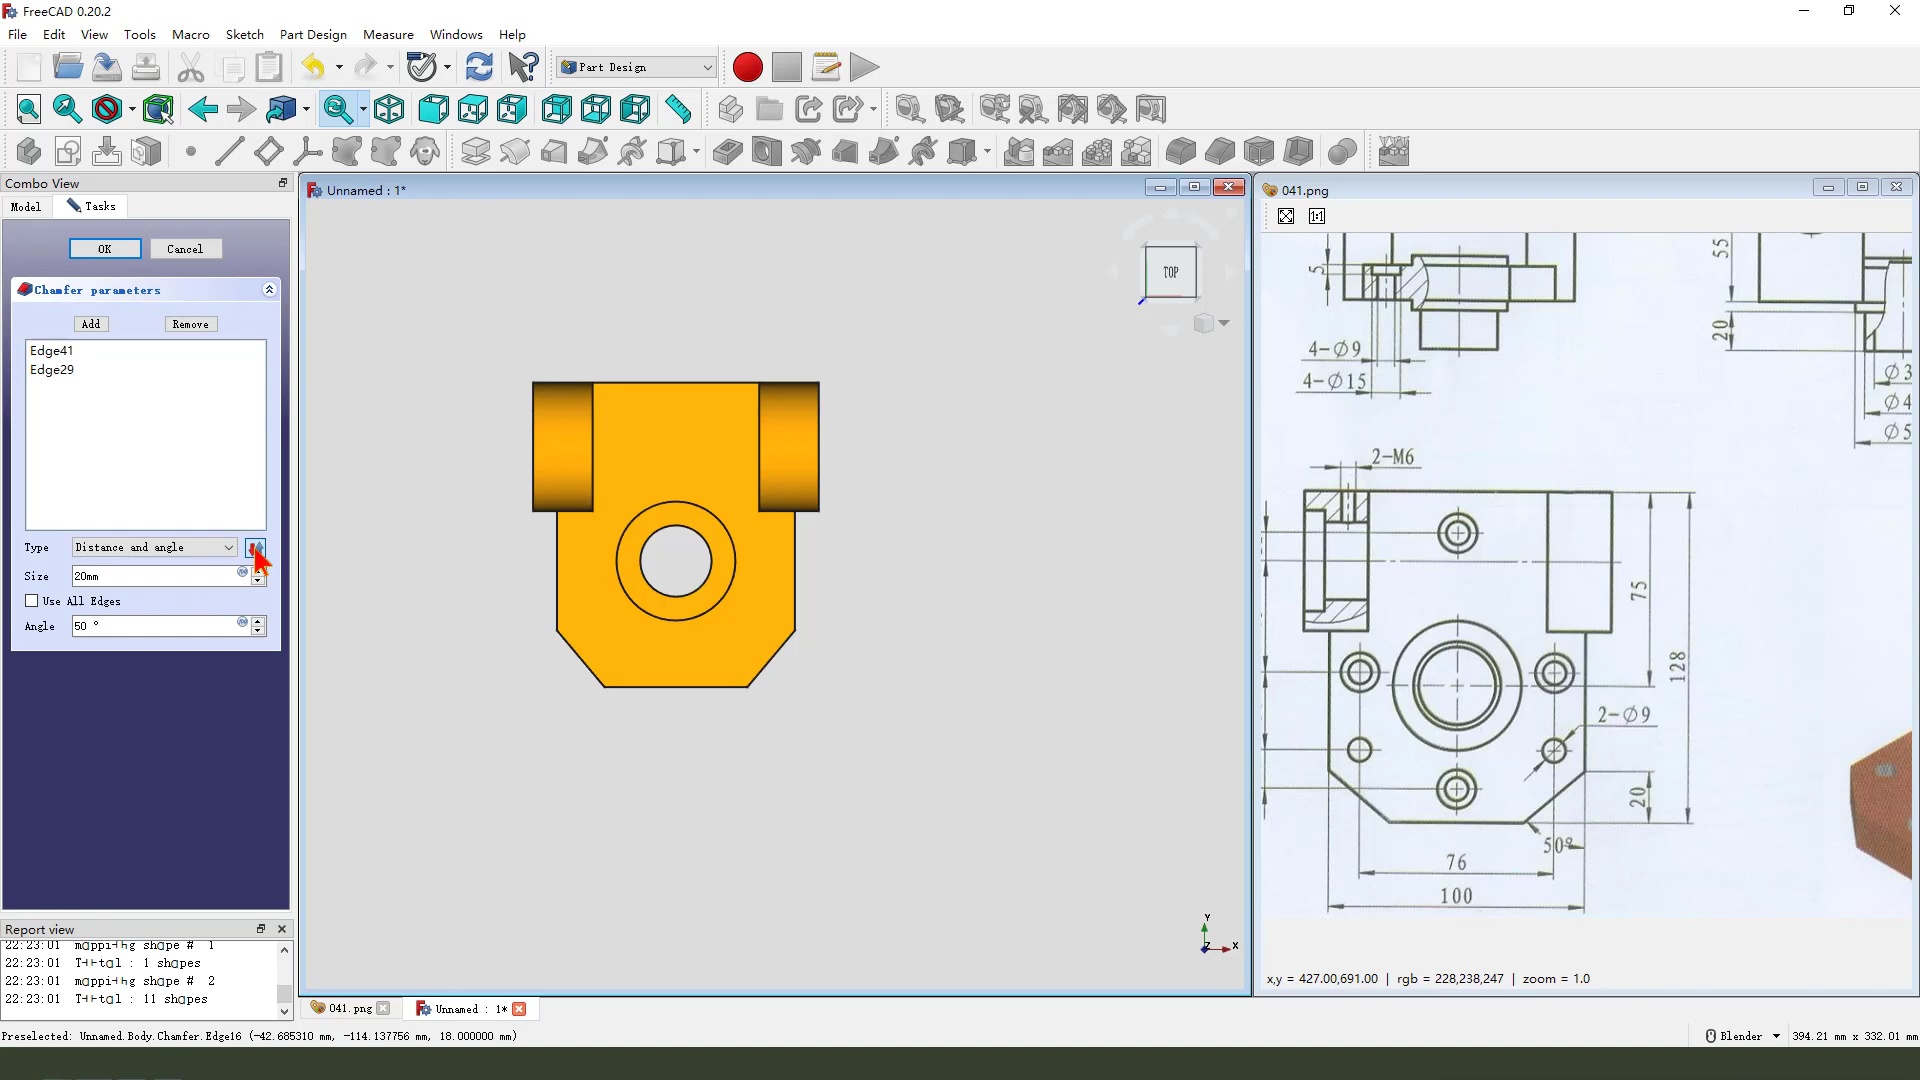 FreeCAD 0.20.2
File Edit View Tools Macro Sketch Part Design Measure Windows Help
Part Design
Combo View
Model
Tasks
OK
Cancel
Chamfer parameters
Add
Remove
Edge41
Edge29
Type
Distance and angle
Size
20mm
Use All Edges
Angle
50 °
Report view
22:23:01
shape # 1
22:23:01
: 1 shapes
22:23:01
shape # 2
22:23:01
: 11 shapes
Unnamed : 1*
TOP
Y
Z
X
041.png
5
55
20
4-Ø9
4-Ø15
Ø3
Ø4
Ø5
2-M6
75
128
2-Ø9
20
50°
76
100
x,y = 427.00,691.00 | rgb = 228,238,247 | zoom = 1.0
041.png
Unnamed : 1*
Preselected: Unnamed.Body.Chamfer.Edge16 (-42.685310 mm, -114.137756 mm, 18.000000 mm)
Blender
394.21 mm x 332.01 mm